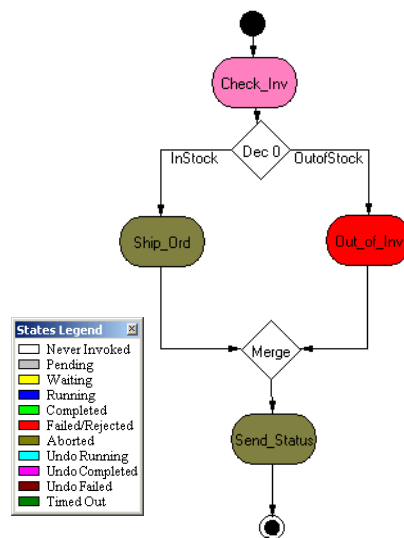 Check_Inv
Dec 0
InStock
OutofStock
Ship_Ord
Out_of_Inv
Merge
Send_Status
States Legend
Never Invoked
Pending
Waiting
Running
Completed
Failed/Rejected
Aborted
Undo Running
Undo Completed
Undo Failed
Timed Out